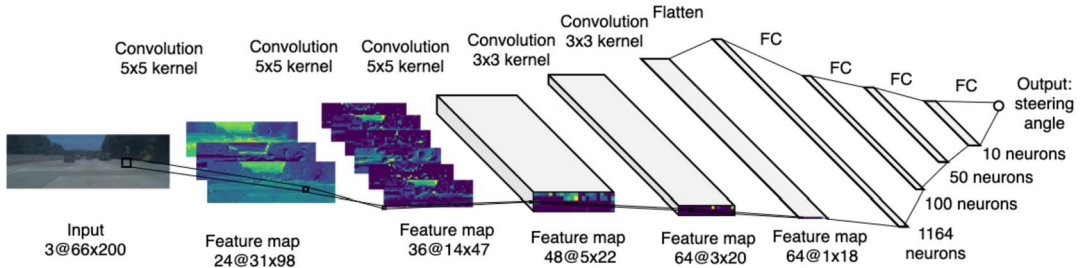 Convolution
5x5 kernel
Convolution
5x5 kernel
Convolution
5x5 kernel
Convolution
3x3 kernel
Convolution
3x3 kernel
Flatten
FC
FC
FC
FC
Output:
steering
angle
10 neurons
50 neurons
100 neurons
1164
neurons
Input
3@66x200
Feature map
24@31x98
Feature map
36@14x47
Feature map
48@5x22
Feature map
64@3x20
Feature map
64@1x18